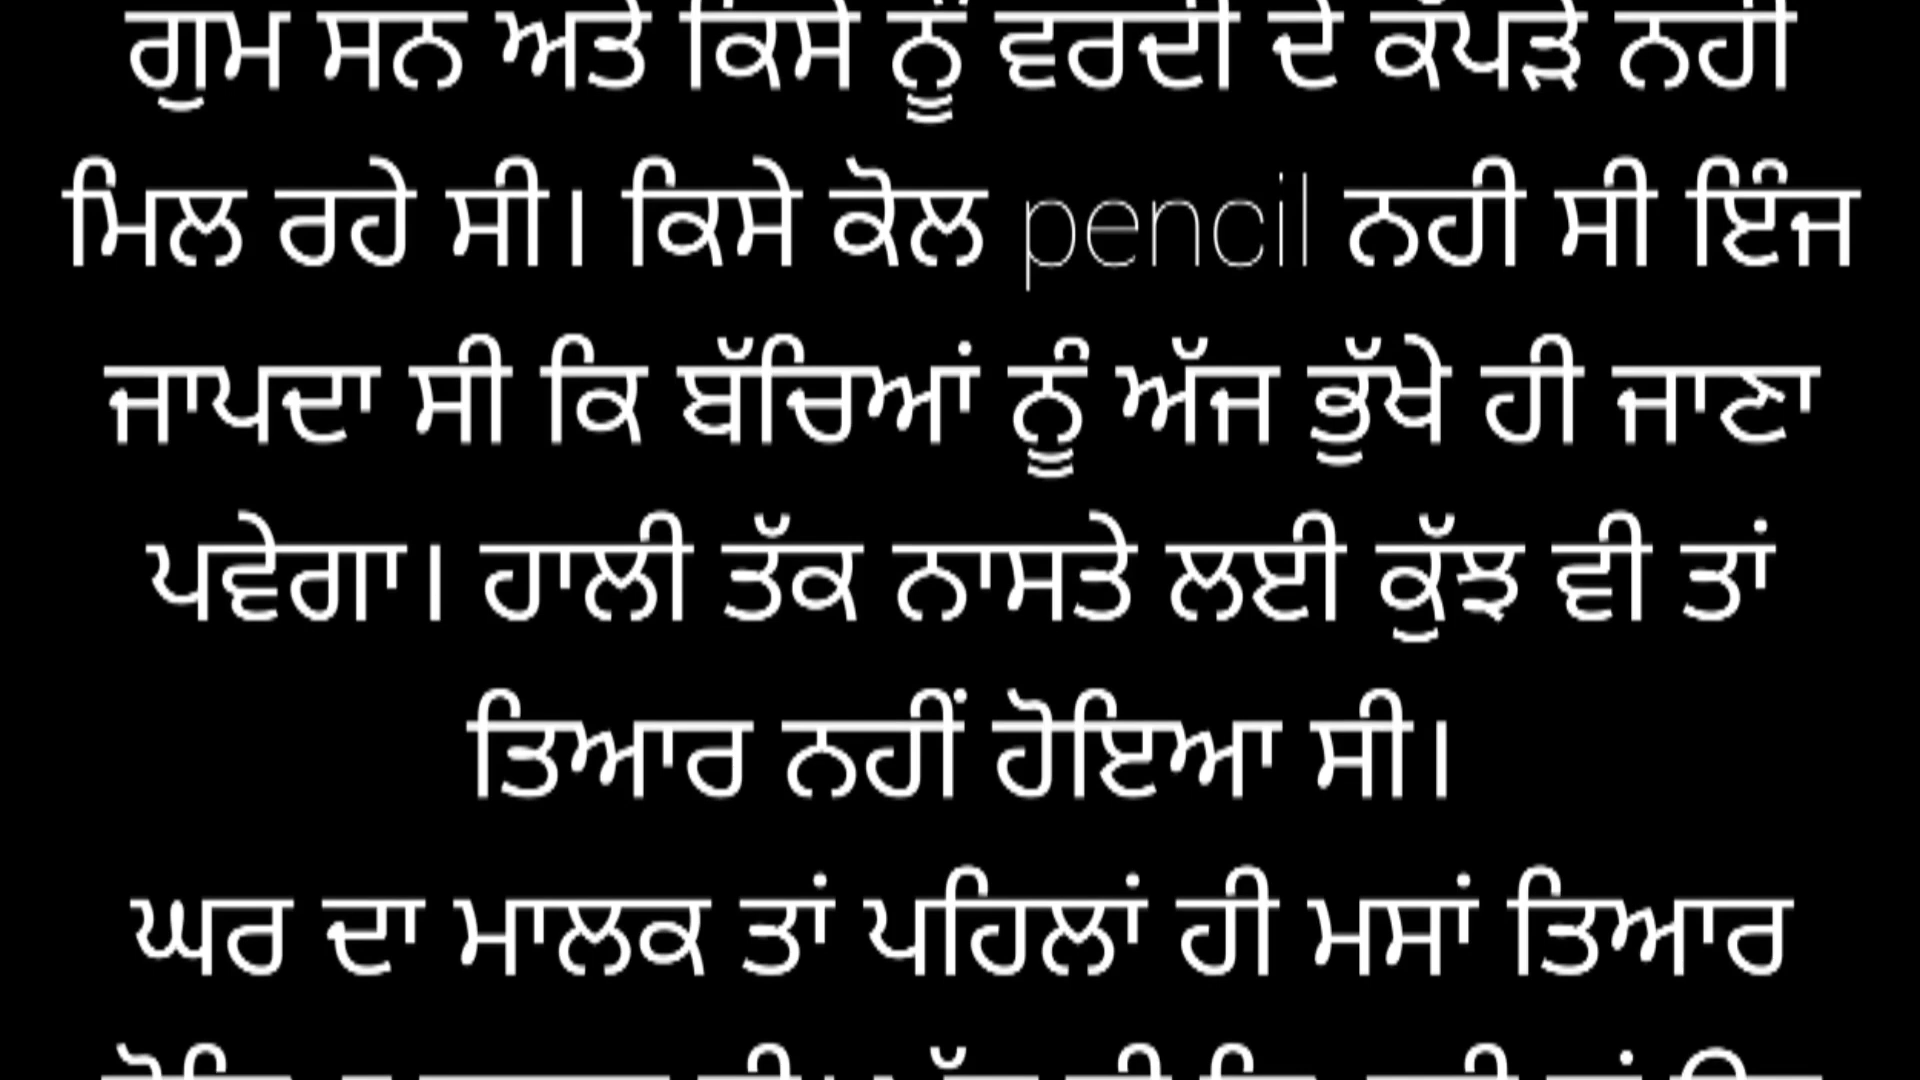 ਗੁਮ ਸਨ ਅਤੇ ਕਿਸੇ ਨੂੰ ਵਰਦੀ ਦੇ ਕੱਪੜੇ ਨਹੀਂ
ਮਿਲ ਰਹੇ ਸੀ। ਕਿਸੇ ਕੋਲ pencil ਨਹੀ ਸੀ ਇੰਜ
ਜਾਪਦਾ ਸੀ ਕਿ ਬੱਚਿਆਂ ਨੂੰ ਅੱਜ ਭੁੱਖੇ ਹੀ ਜਾਣਾ
ਪਵੇਗਾ। ਹਾਲੀ ਤੱਕ ਨਾਸਤੇ ਲਈ ਕੁੱਝ ਵੀ ਤਾਂ
ਤਿਆਰ ਨਹੀਂ ਹੋਇਆ ਸੀ।
ਘਰ ਦਾ ਮਾਲਕ ਤਾਂ ਪਹਿਲਾਂ ਹੀ ਮਸਾਂ ਤਿਆਰ